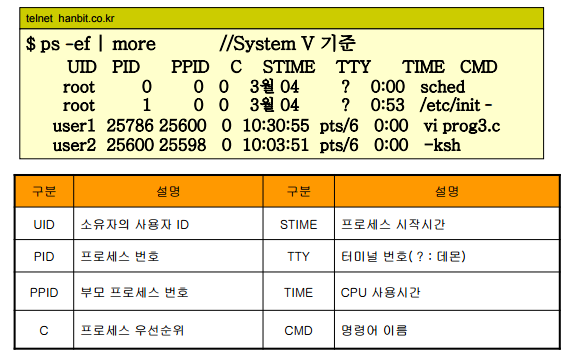 telnet hanbit.co.kr
$ ps -ef | more //System V 기준
UID PID PPID C STIME TTY TIME CMD
root 0 0 0 3월 04 ? 0:00 sched
root 1 0 0 3월 04 ? 0:53 /etc/init -
user1 25786 25600 0 10:30:55 pts/6 0:00 vi prog3.c
user2 25600 25598 0 10:03:51 pts/6 0:00 -ksh
구분 설명 구분 설명
UID 소유자의 사용자 ID STIME 프로세스 시작시간
PID 프로세스 번호 TTY 터미널 번호( ? : 데몬)
PPID 부모 프로세스 번호 TIME CPU 사용시간
C 프로세스 우선순위 CMD 명령어 이름